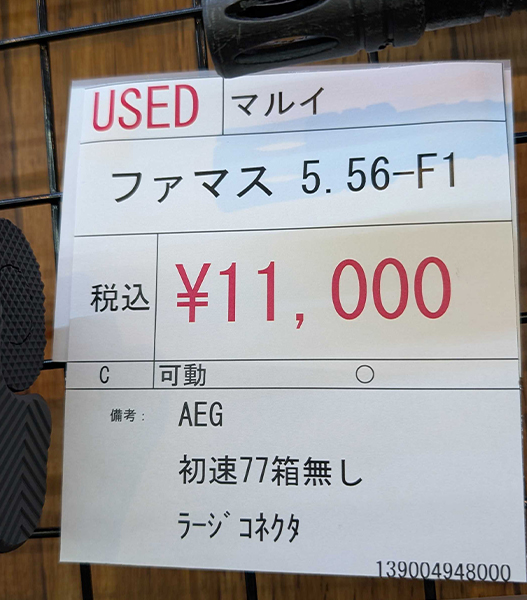 USED マルイ
ファマス 5.56-F1
税込 ¥11,000
C 可動 ○
備考: AEG
初速77箱無し
ﾗｰｼﾞｺﾈｸﾀ
139004948000